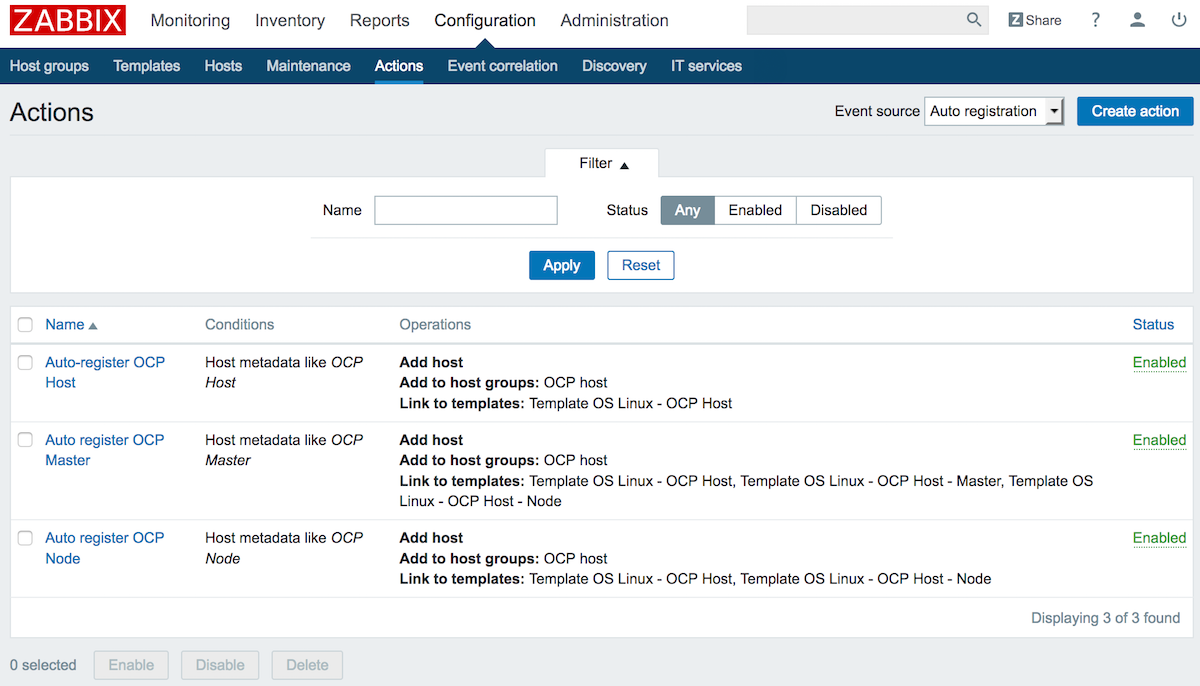 ZABBIX Monitoring Inventory Reports Configuration Administration Z Share ?
Host groups Templates Hosts Maintenance Actions Event correlation Discovery IT services
Actions Event source Auto registration Create action
Filter
Name Status Any Enabled Disabled
Apply Reset
Name Conditions Operations Status
Auto-register OCP Host metadata like OCP Add host Enabled
Host Host Add to host groups: OCP host
Link to templates: Template OS Linux - OCP Host
Auto register OCP Host metadata like OCP Add host Enabled
Master Master Add to host groups: OCP host
Link to templates: Template OS Linux - OCP Host, Template OS Linux - OCP Host - Master, Template OS
Linux - OCP Host - Node
Auto register OCP Host metadata like OCP Add host Enabled
Node Node Add to host groups: OCP host
Link to templates: Template OS Linux - OCP Host, Template OS Linux - OCP Host - Node
Displaying 3 of 3 found
0 selected Enable Disable Delete